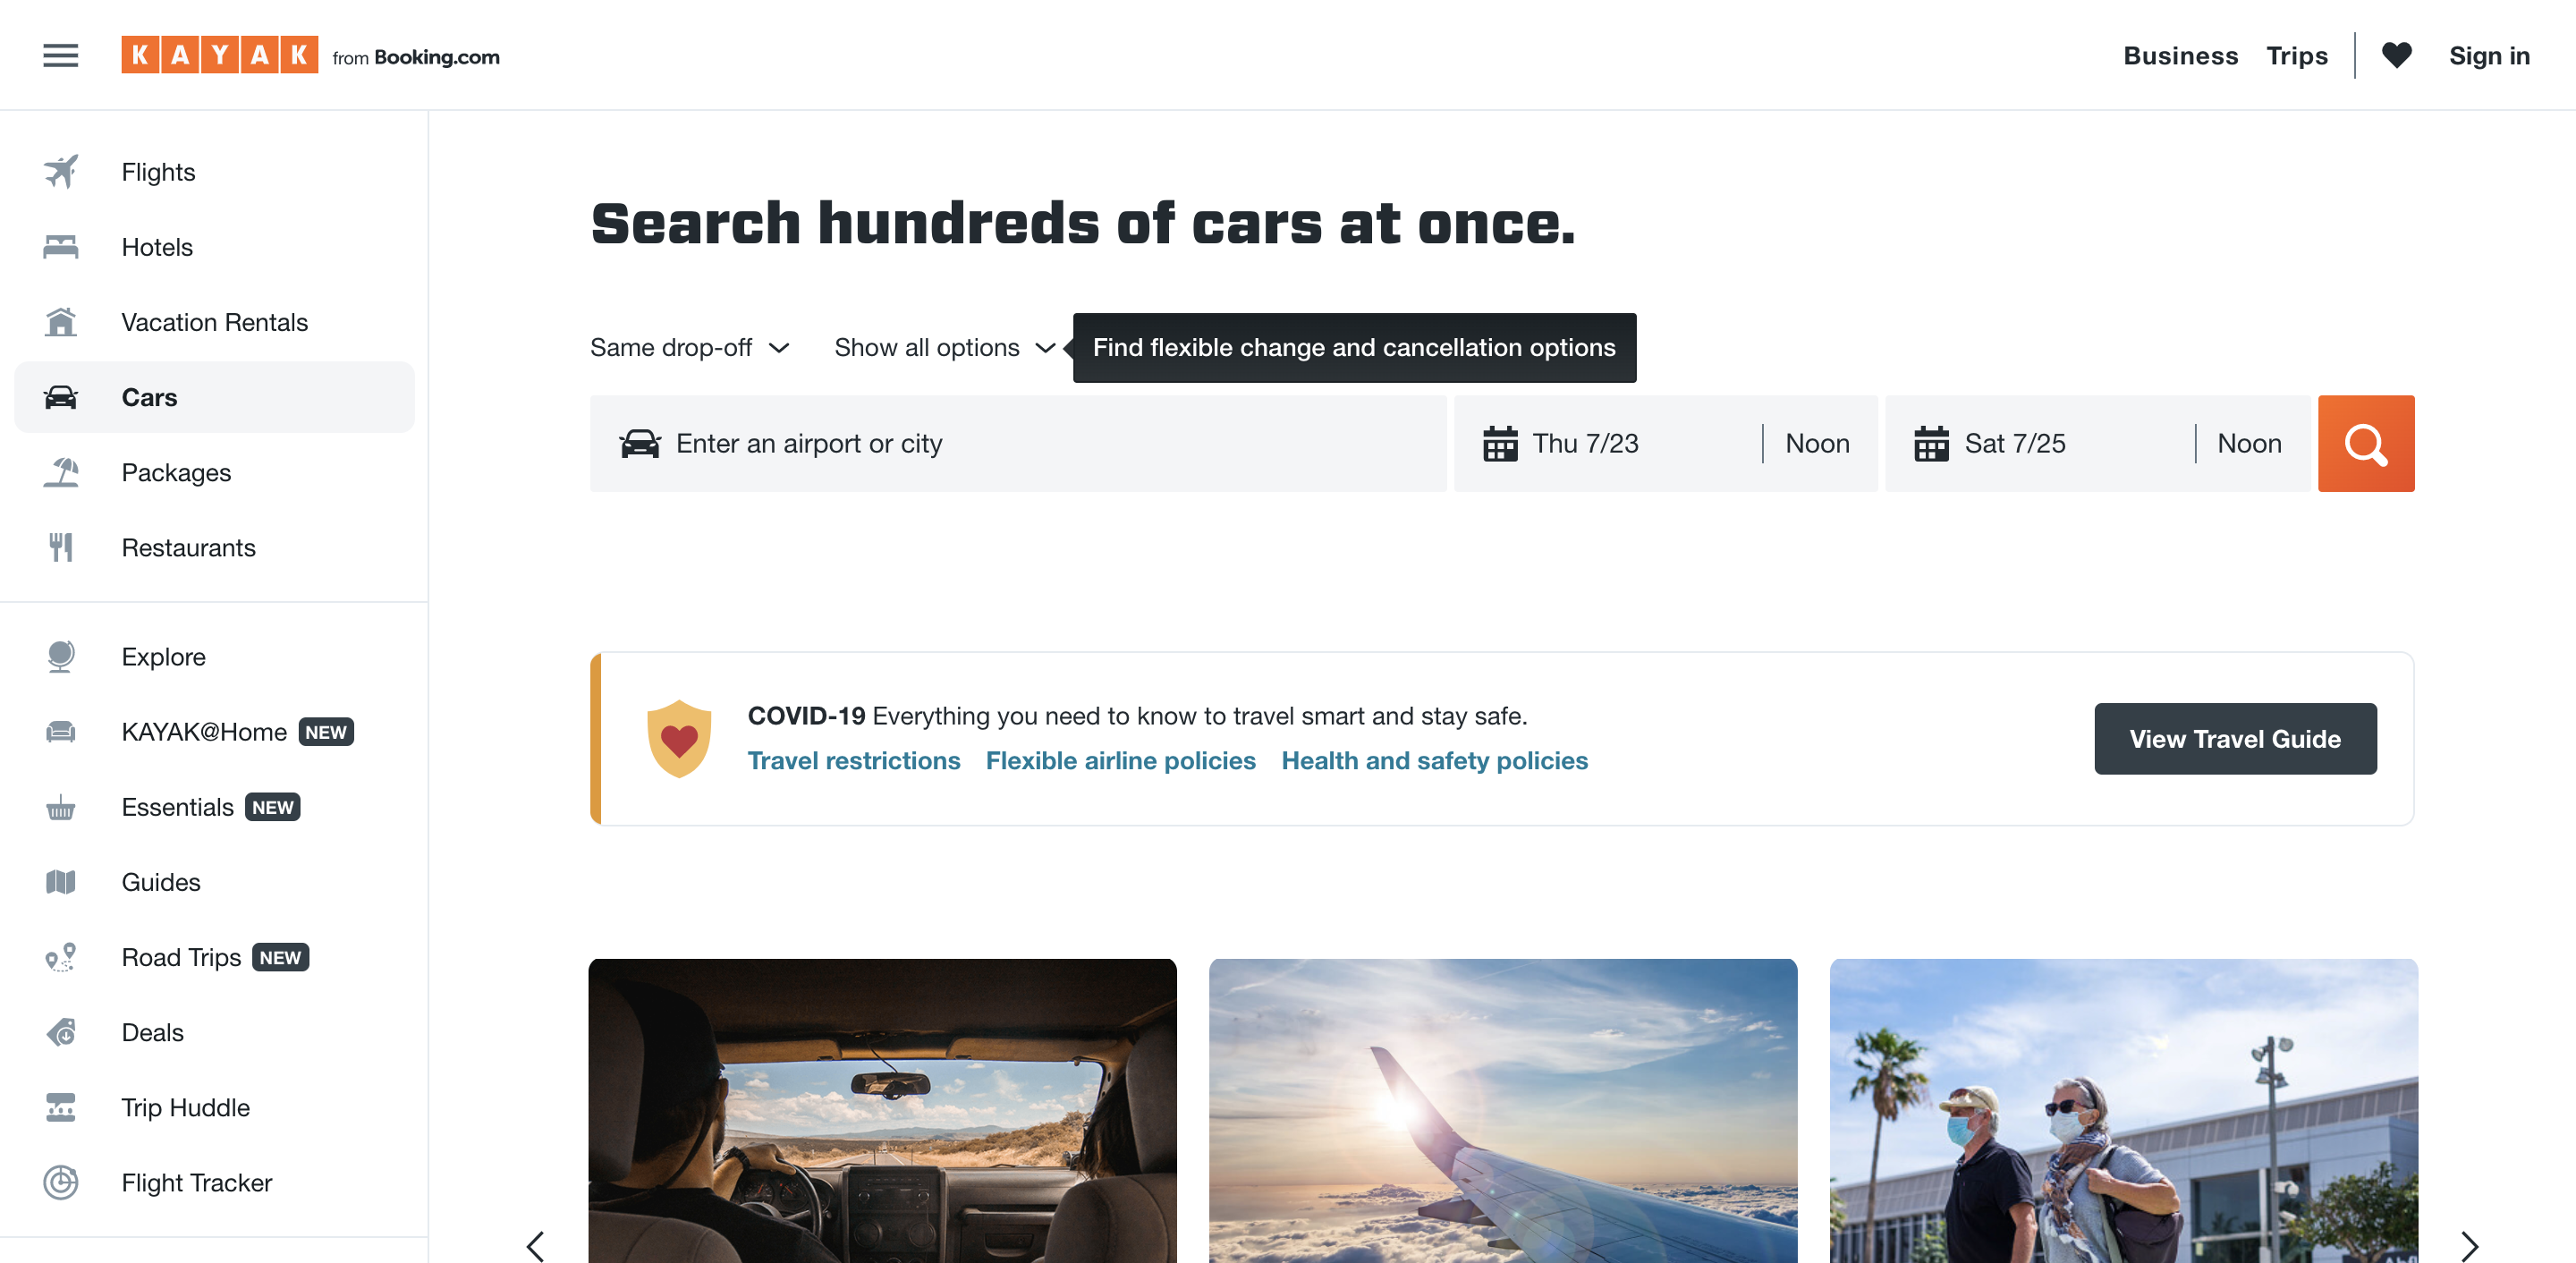 KAYAK from Booking.com
Business Trips Sign in
Flights
Hotels
Vacation Rentals
Cars
Packages
Restaurants
Explore
KAYAK@Home NEW
Essentials NEW
Guides
Road Trips NEW
Deals
Trip Huddle
Flight Tracker
Search hundreds of cars at once.
Same drop-off Show all options Find flexible change and cancellation options
Enter an airport or city Thu 7/23 Noon Sat 7/25 Noon
COVID-19 Everything you need to know to travel smart and stay safe.
Travel restrictions Flexible airline policies Health and safety policies
View Travel Guide